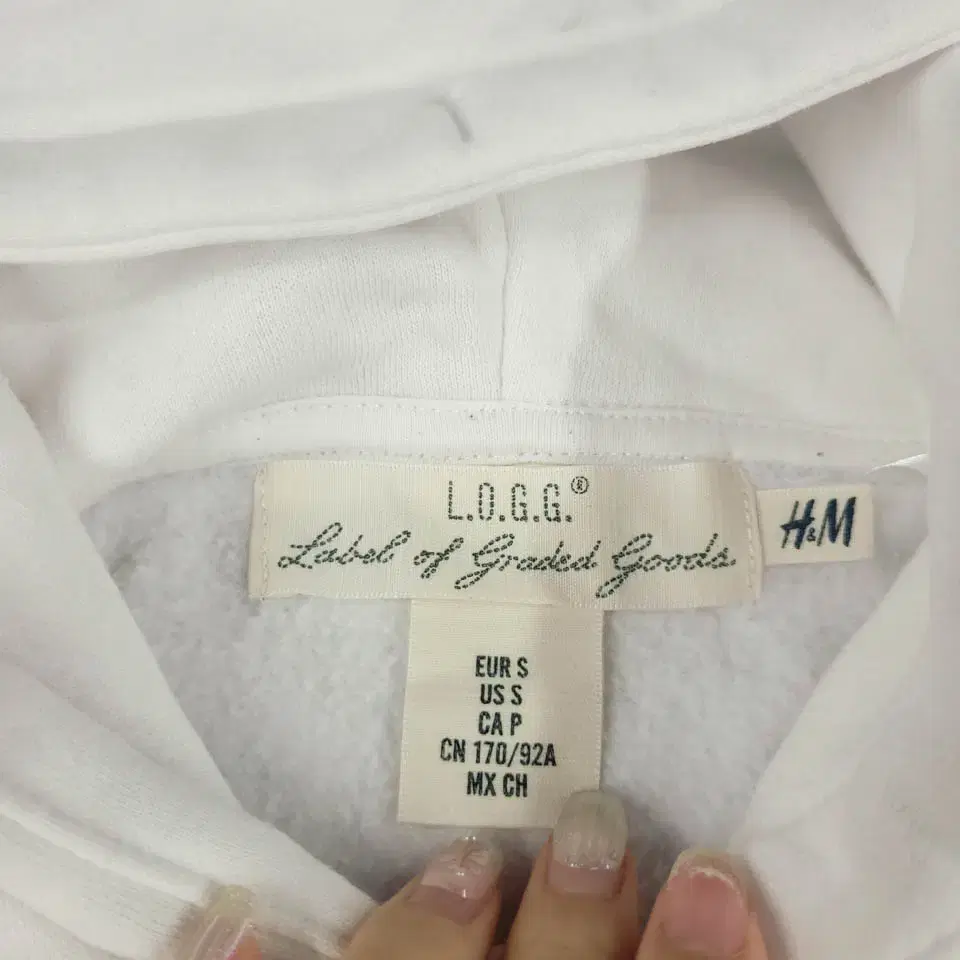 L.O.G.G.®
Label of Graded Goods
H&M
EUR S
US S
CA P
CN 170/92A
MX CH